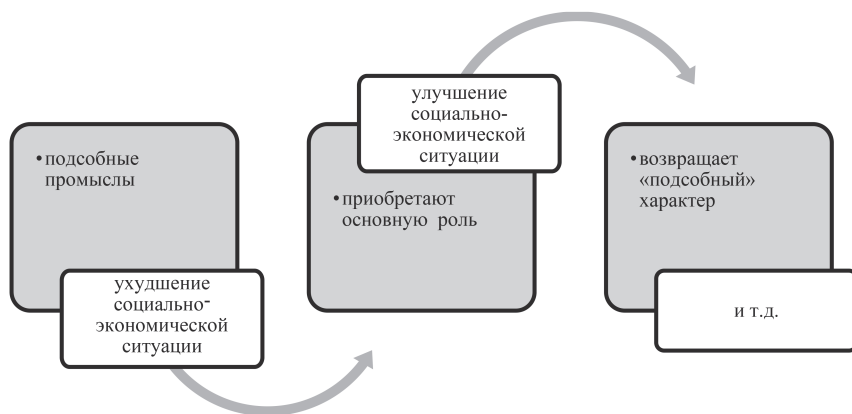 • подсобные
промыслы
ухудшение
социально-
экономической
ситуации
улучшение
социально-
экономической
ситуации
• приобретают
основную роль
• возвращает
«подсобный»
характер
и т.д.